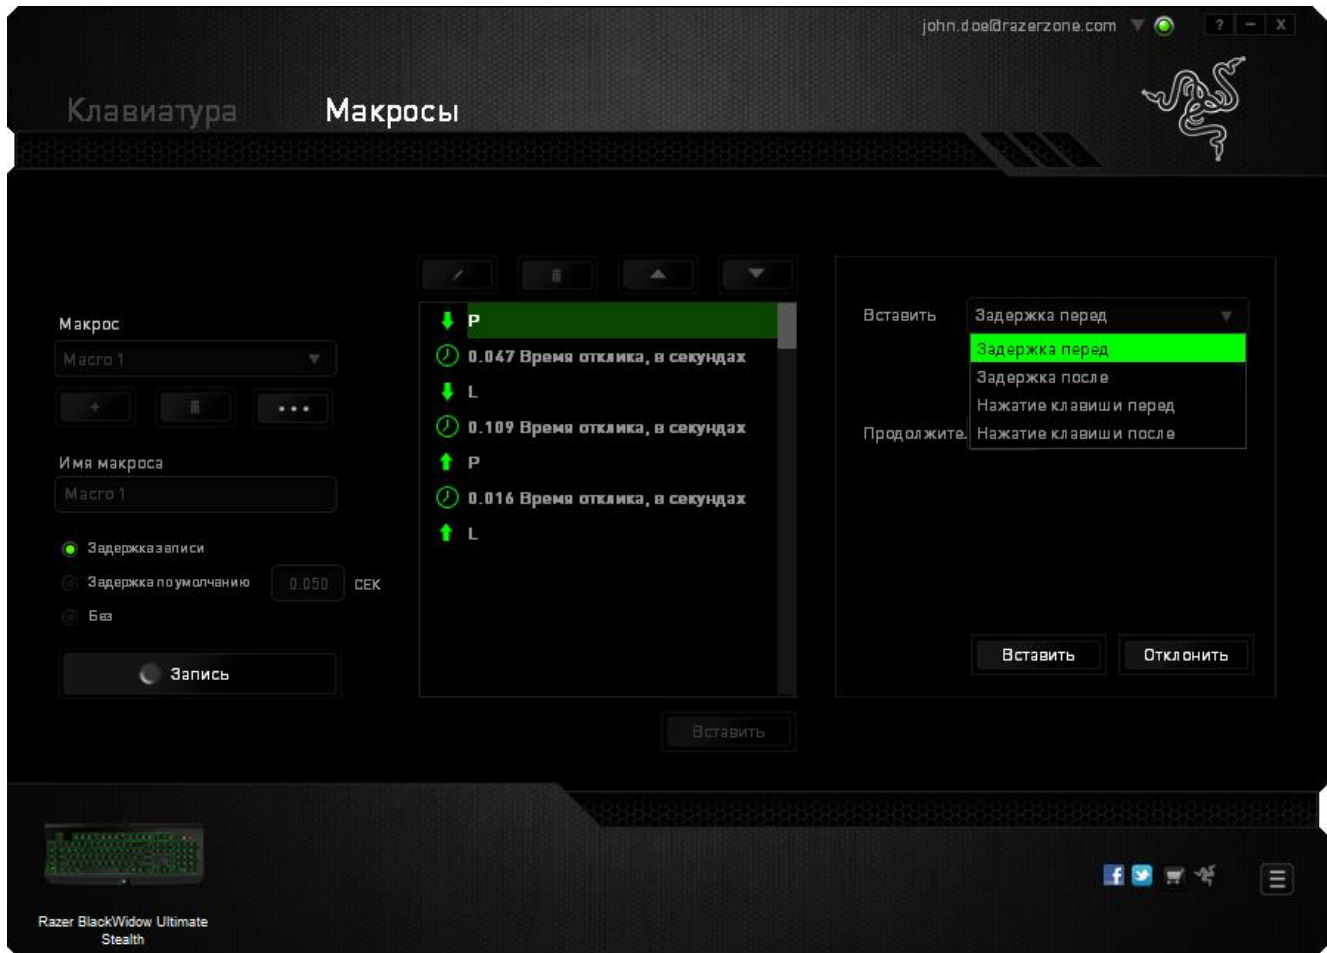 john.doe@razerzone.com
? – X
Клавиатура Макросы
Макрос
Macro 1
Имя макроса
Macro 1
Задержка записи
Задержка по умолчанию 0.050 СЕК
Без
Запись
P
0.047 Время отклика, в секундах
L
0.109 Время отклика, в секундах
P
0.016 Время отклика, в секундах
L
Вставить
Вставить Задержка перед
Задержка перед
Задержка после
Нажатие клавиши перед
Продолжите. Нажатие клавиши после
Вставить Отклонить
Razer BlackWidow Ultimate
Stealth